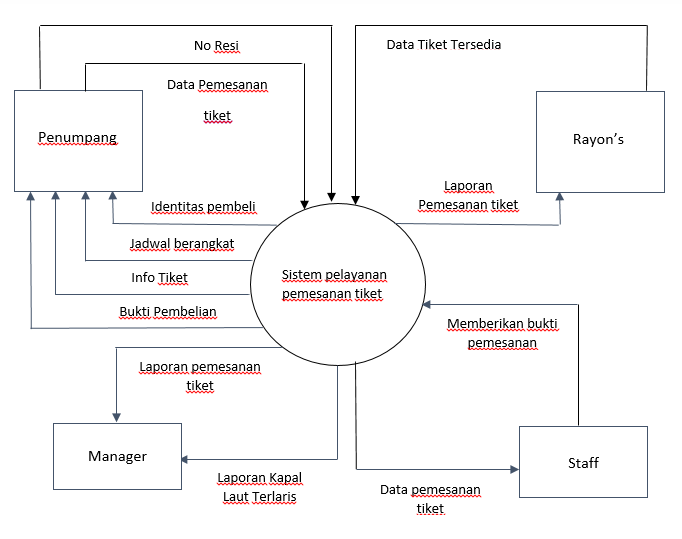 No Resi
Data Tiket Tersedia
Data Pemesanan
tiket
Penumpang
Rayon's
Laporan
Pemesanan tiket
Identitas pembeli
Jadwal berangkat
Info Tiket
Bukti Pembelian
Sistem pelayanan
pemesanan tiket
Memberikan bukti
pemesanan
Laporan pemesanan
tiket
Manager
Staff
Laporan Kapal
Laut Terlaris
Data pemesanan
tiket